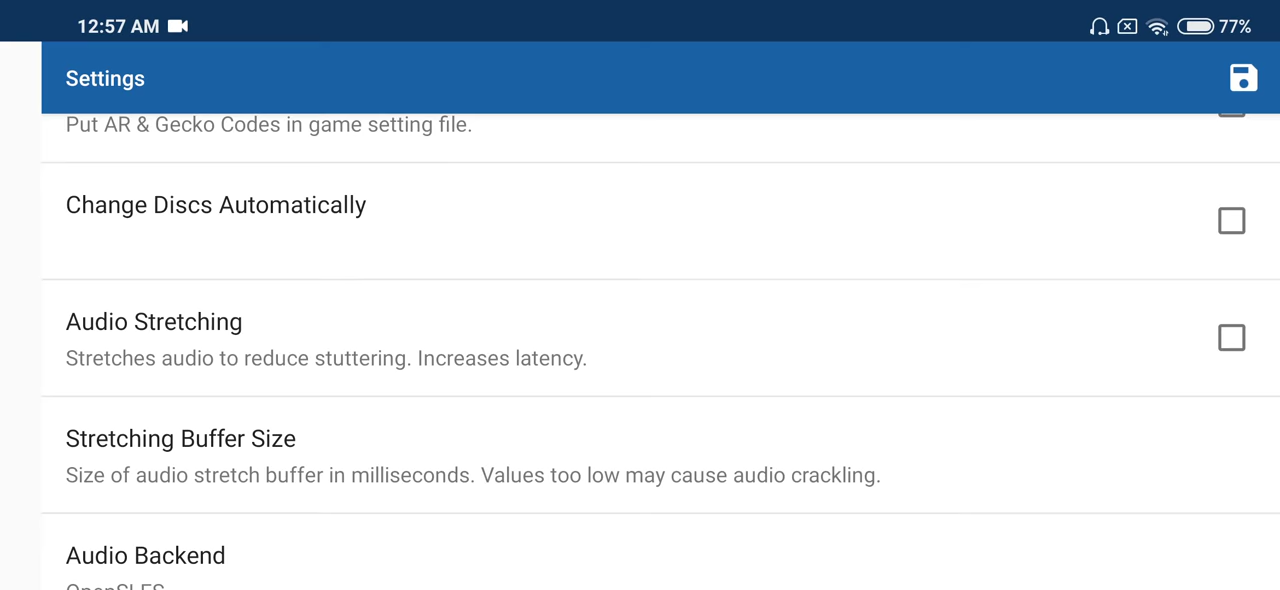 12:57 AM 77%
Settings
Put AR & Gecko Codes in game setting file.
Change Discs Automatically
Audio Stretching
Stretches audio to reduce stuttering. Increases latency.
Stretching Buffer Size
Size of audio stretch buffer in milliseconds. Values too low may cause audio crackling.
Audio Backend
OpenSLES